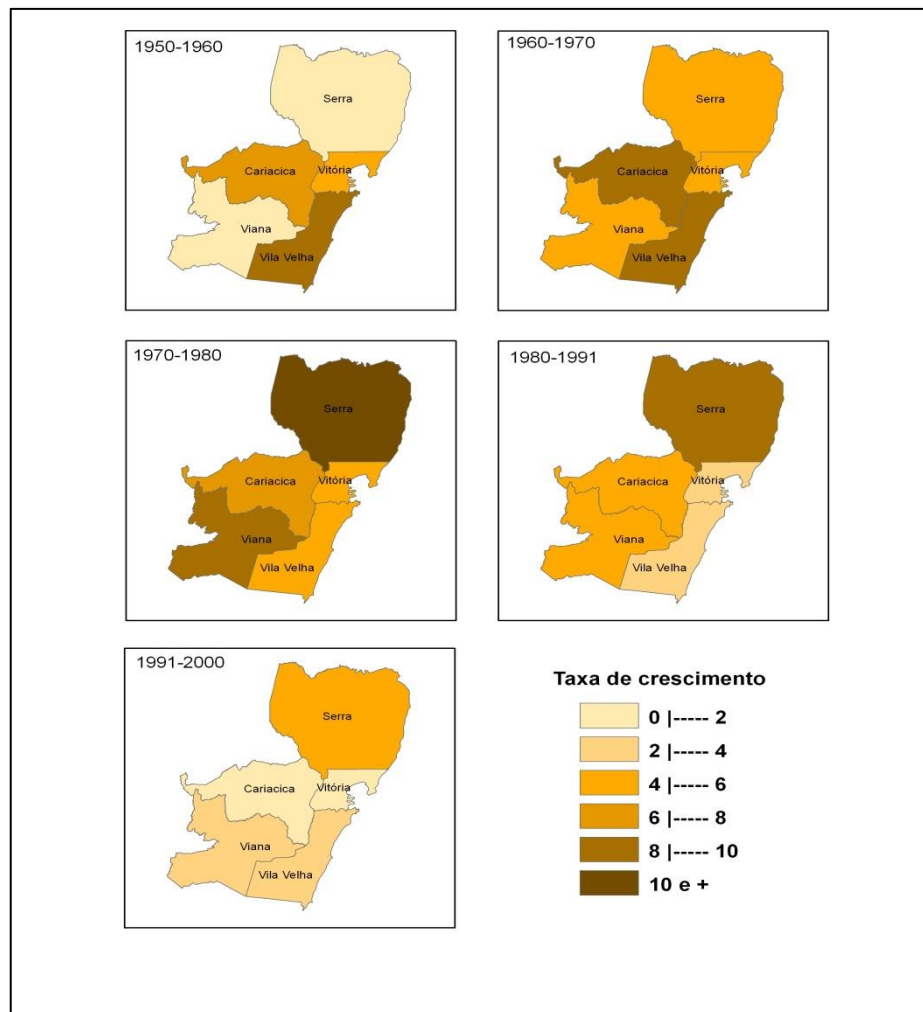 1950-1960
Serra
Cariacica
Vitória
Viana
Vila Velha
1960-1970
Serra
Cariacica
Vitória
Viana
Vila Velha
1970-1980
Serra
Cariacica
Vitória
Viana
Vila Velha
1980-1991
Serra
Cariacica
Vitória
Viana
Vila Velha
1991-2000
Serra
Cariacica
Vitória
Viana
Vila Velha
Taxa de crescimento
0 |----- 2
2 |----- 4
4 |----- 6
6 |----- 8
8 |----- 10
10 e +